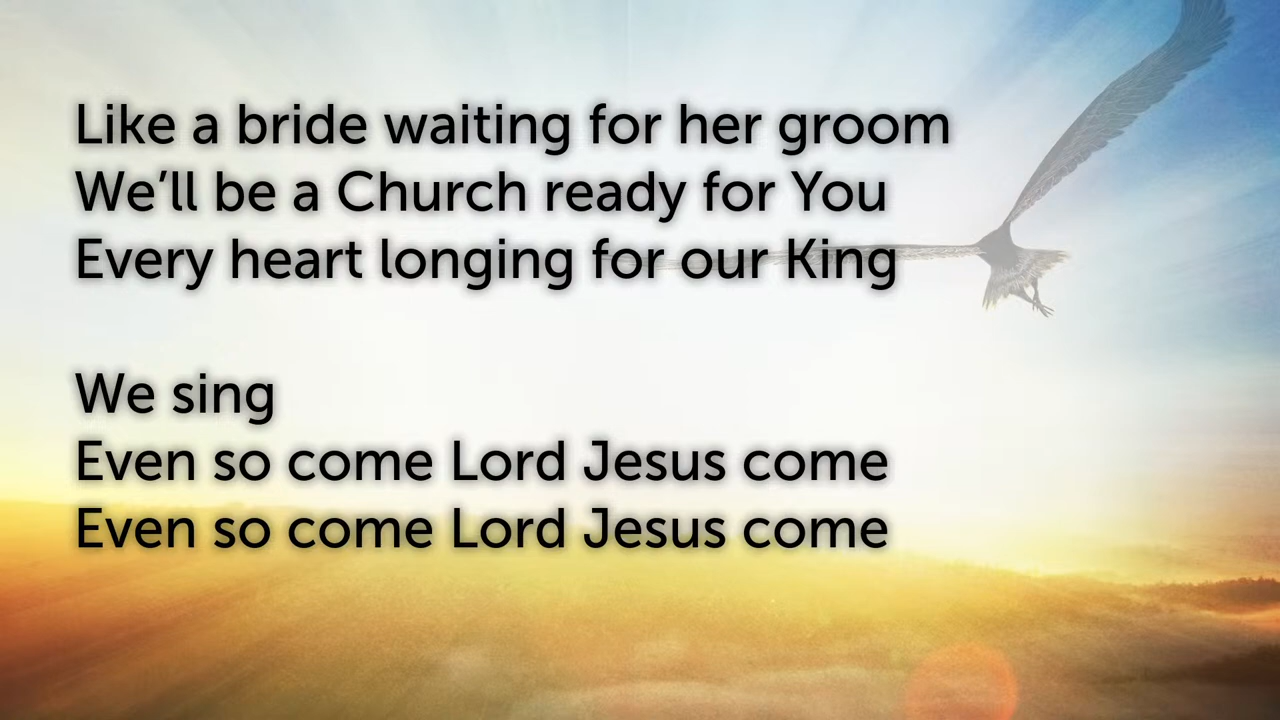 Like a bride waiting for her groom
We’ll be a Church ready for You
Every heart longing for our King
We sing
Even so come Lord Jesus come
Even so come Lord Jesus come